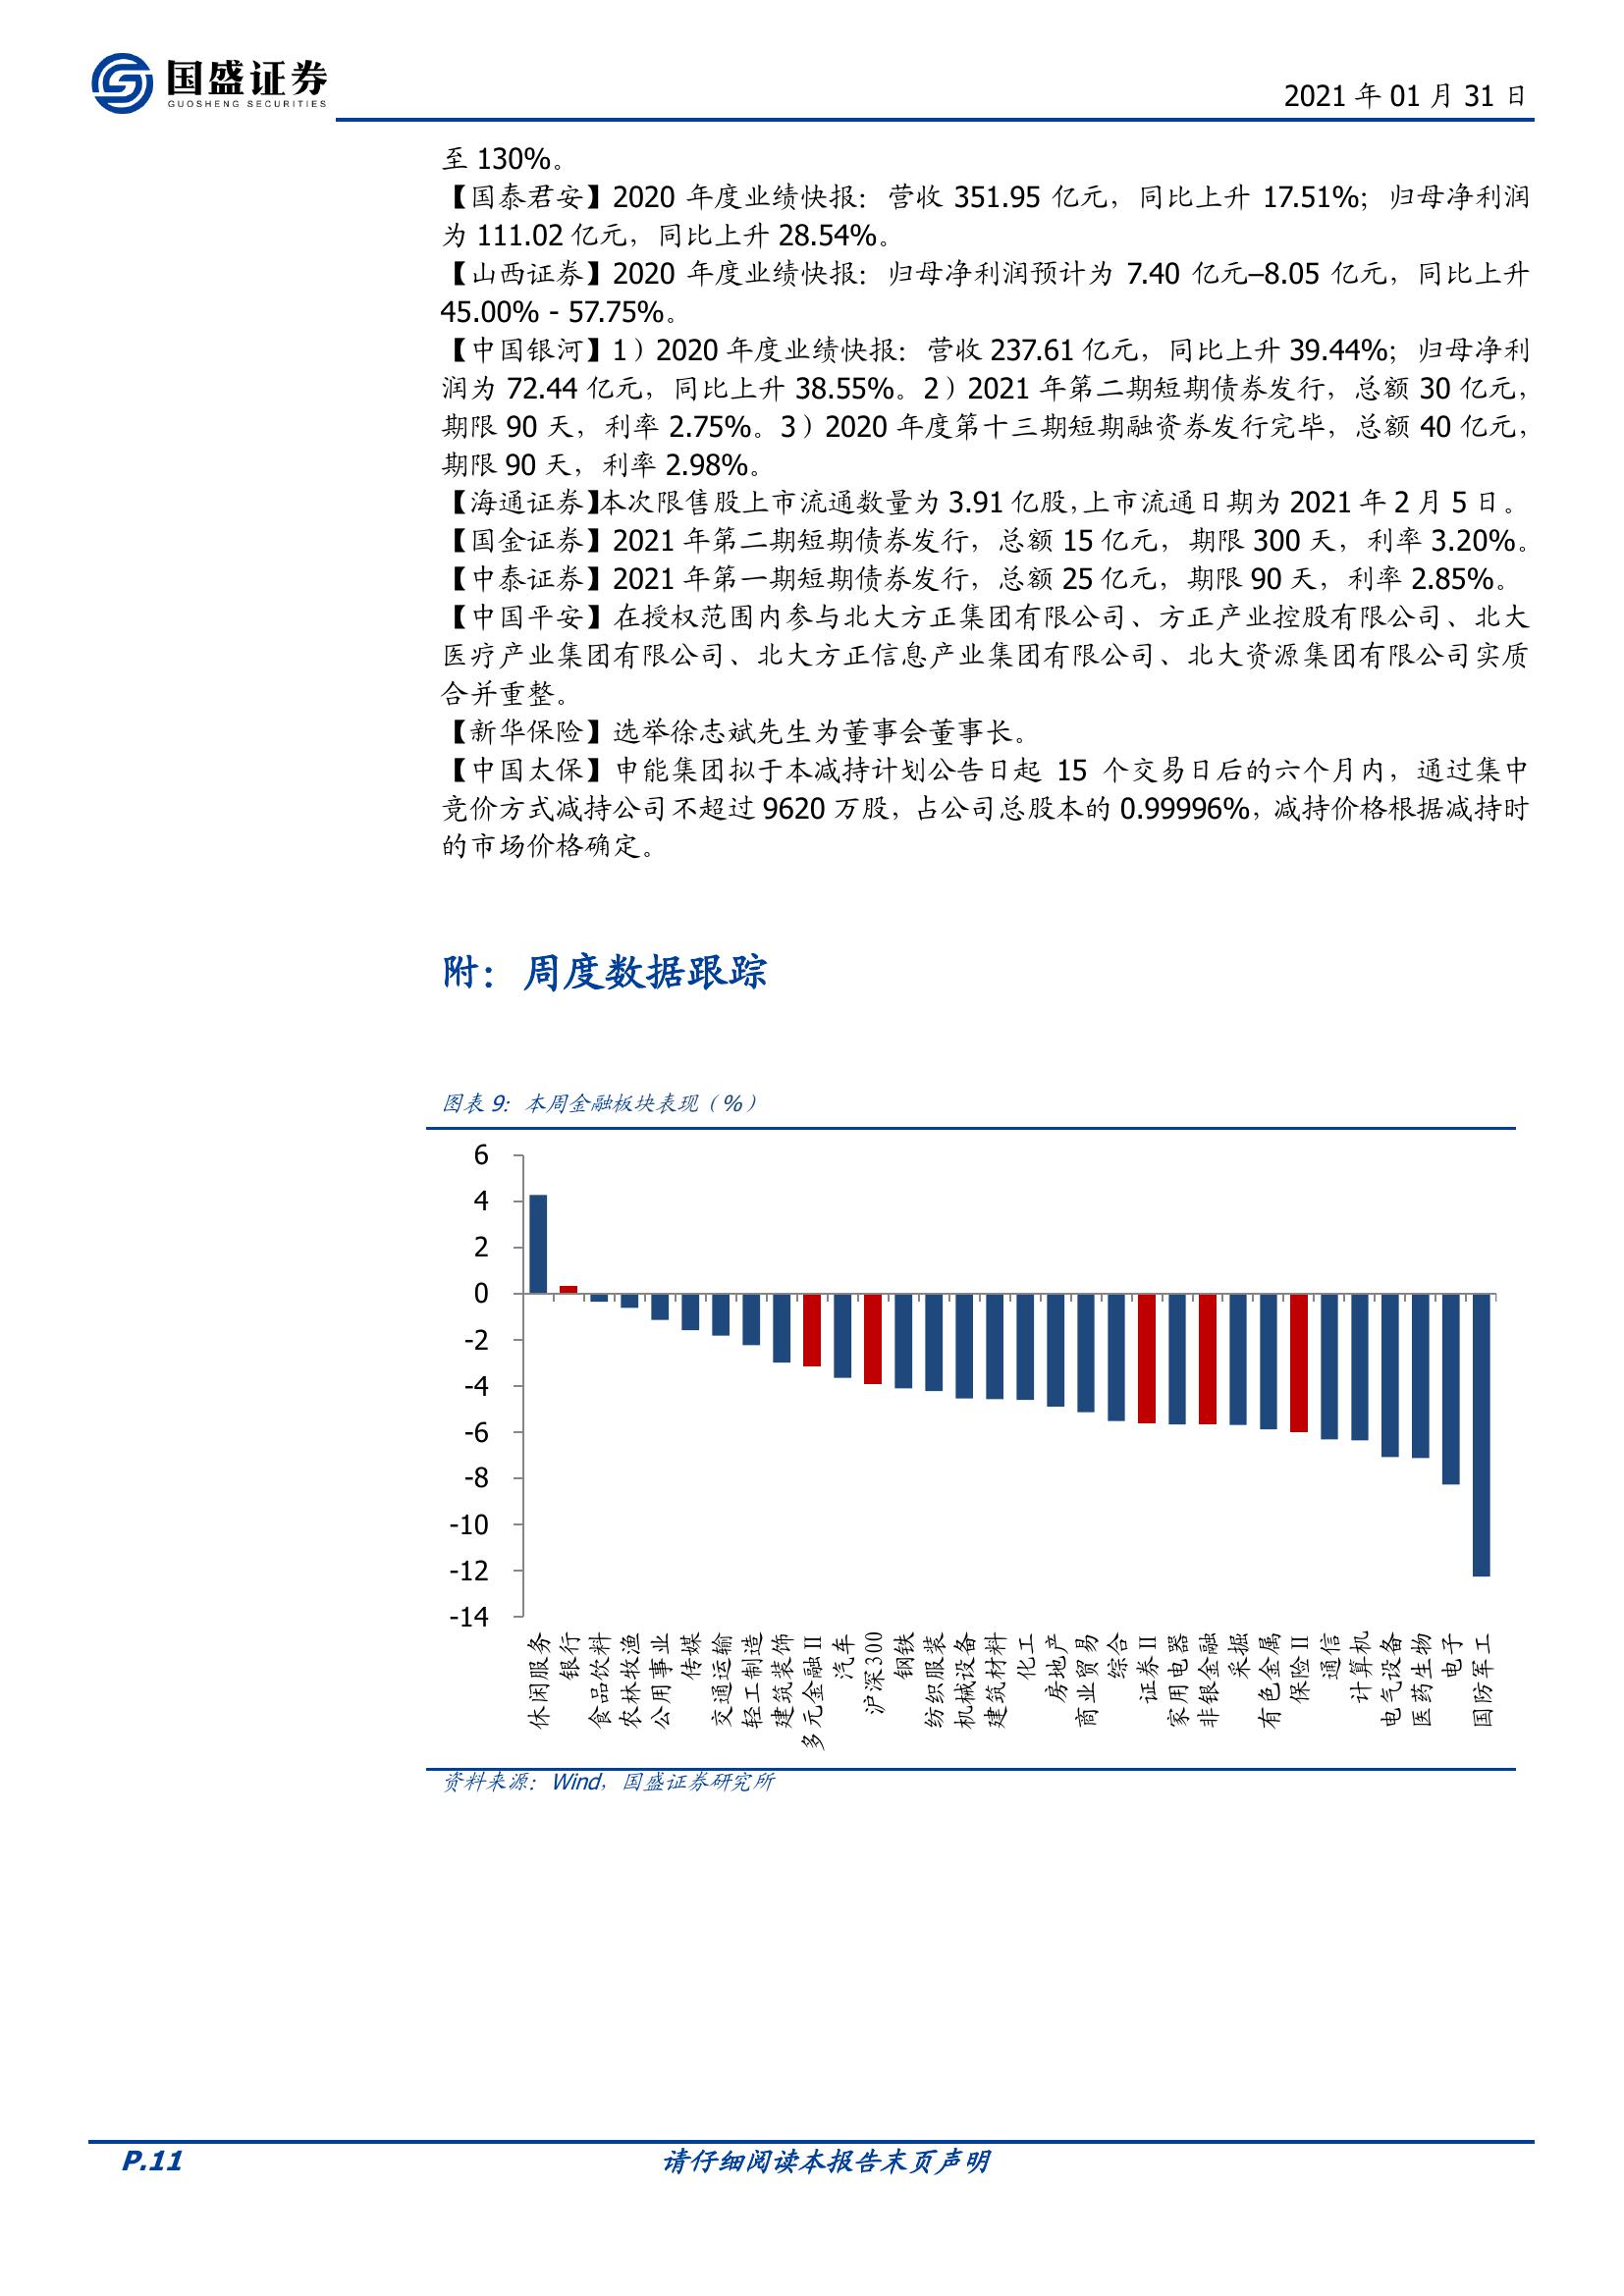 国盛证券
GUOSHENG SECURITIES
2021 年 01 月 31 日
至 130%。
【国泰君安】2020 年度业绩快报：营收 351.95 亿元，同比上升 17.51%；归母净利润
为 111.02 亿元，同比上升 28.54%。
【山西证券】2020 年度业绩快报：归母净利润预计为 7.40 亿元–8.05 亿元，同比上升
45.00% - 57.75%。
【中国银河】1）2020 年度业绩快报：营收 237.61 亿元，同比上升 39.44%；归母净利
润为 72.44 亿元，同比上升 38.55%。2）2021 年第二期短期债券发行，总额 30 亿元，
期限 90 天，利率 2.75%。3）2020 年度第十三期短期融资券发行完毕，总额 40 亿元，
期限 90 天，利率 2.98%。
【海通证券】本次限售股上市流通数量为 3.91 亿股，上市流通日期为 2021 年 2 月 5 日。
【国金证券】2021 年第二期短期债券发行，总额 15 亿元，期限 300 天，利率 3.20%。
【中泰证券】2021 年第一期短期债券发行，总额 25 亿元，期限 90 天，利率 2.85%。
【中国平安】在授权范围内参与北大方正集团有限公司、方正产业控股有限公司、北大
医疗产业集团有限公司、北大方正信息产业集团有限公司、北大资源集团有限公司实质
合并重整。
【新华保险】选举徐志斌先生为董事会董事长。
【中国太保】申能集团拟于本减持计划公告日起 15 个交易日后的六个月内，通过集中
竞价方式减持公司不超过 9620 万股，占公司总股本的 0.99996%，减持价格根据减持时
的市场价格确定。
附：周度数据跟踪
图表 9：本周金融板块表现（%）
6
4
2
0
-2
-4
-6
-8
-10
-12
-14
休闲服务
银行
食品饮料
农林牧渔
公用事业
传媒
交通运输
轻工制造
建筑装饰
多元金融Ⅱ
汽车
沪深300
钢铁
纺织服装
机械设备
建筑材料
化工
房地产
商业贸易
综合
证券Ⅱ
家用电器
非银金融
采掘
有色金属
保险Ⅱ
通信
计算机
电气设备
医药生物
电子
国防军工
资料来源：Wind，国盛证券研究所
P.11
请仔细阅读本报告末页声明